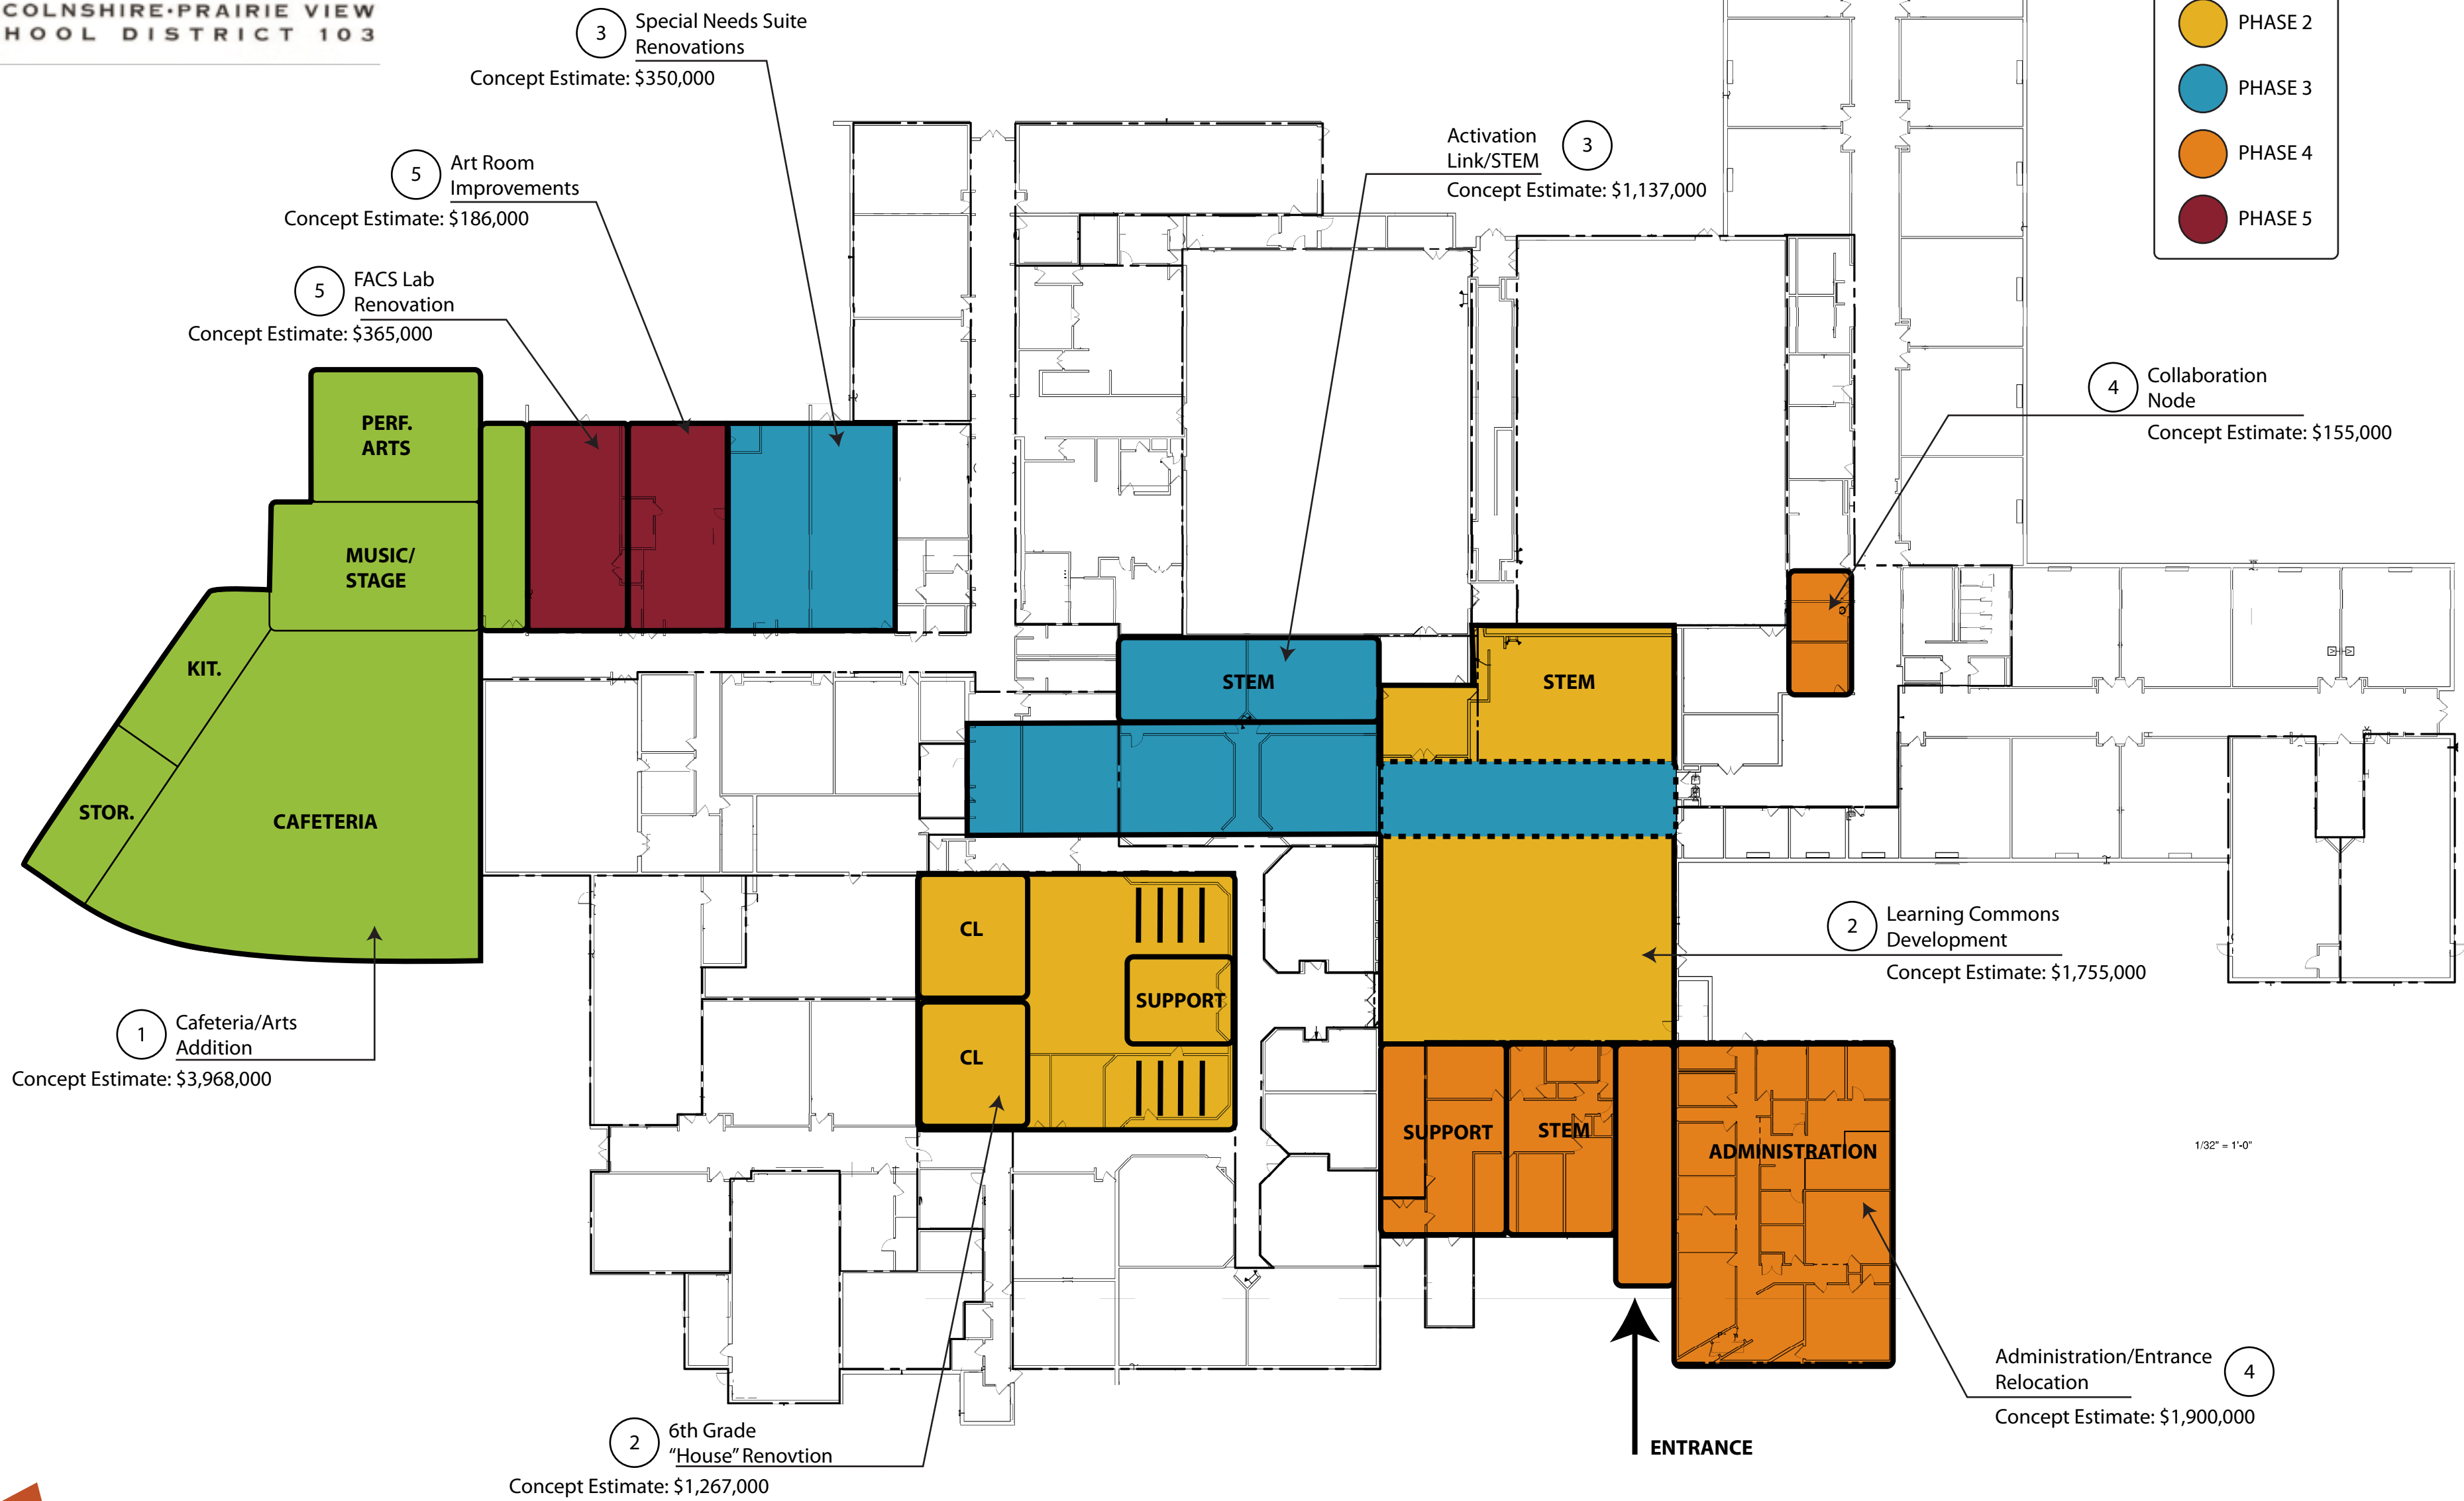 COLNSHIRE•PRAIRIE VIEW
HOOL DISTRICT 103
3
Special Needs Suite
Renovations
Concept Estimate: $350,000
5
Art Room
Improvements
Concept Estimate: $186,000
5
FACS Lab
Renovation
Concept Estimate: $365,000
Activation
Link/STEM
3
Concept Estimate: $1,137,000
PHASE 2
PHASE 3
PHASE 4
PHASE 5
4
Collaboration
Node
Concept Estimate: $155,000
PERF.
ARTS
MUSIC/
STAGE
KIT.
STOR.
CAFETERIA
STEM
STEM
CL
SUPPORT
CL
2
Learning Commons
Development
Concept Estimate: $1,755,000
1
Cafeteria/Arts
Addition
Concept Estimate: $3,968,000
SUPPORT
STEM
ADMINISTRATION
1/32" = 1'-0"
Administration/Entrance
Relocation
4
Concept Estimate: $1,900,000
2
6th Grade
“House” Renovtion
Concept Estimate: $1,267,000
ENTRANCE